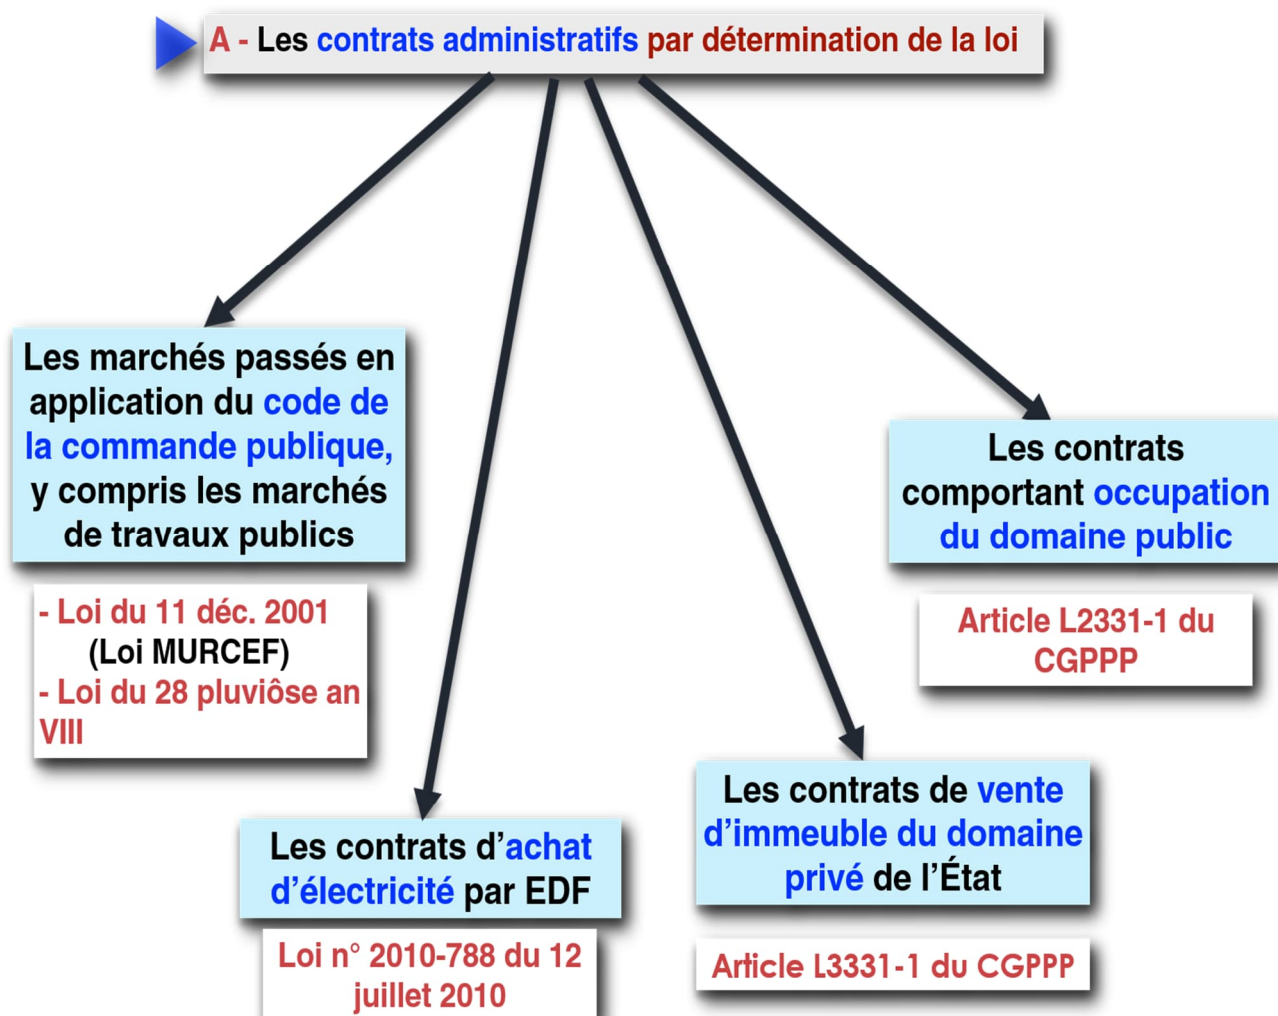 A - Les contrats administratifs par détermination de la loi
Les marchés passés en
application du code de
la commande publique,
y compris les marchés
de travaux publics
- Loi du 11 déc. 2001
(Loi MURCEF)
- Loi du 28 pluviôse an
VIII
Les contrats d’achat
d’électricité par EDF
Loi n° 2010-788 du 12
juillet 2010
Les contrats de vente
d’immeuble du domaine
privé de l’État
Article L3331-1 du CGPPP
Les contrats
comportant occupation
du domaine public
Article L2331-1 du
CGPPP